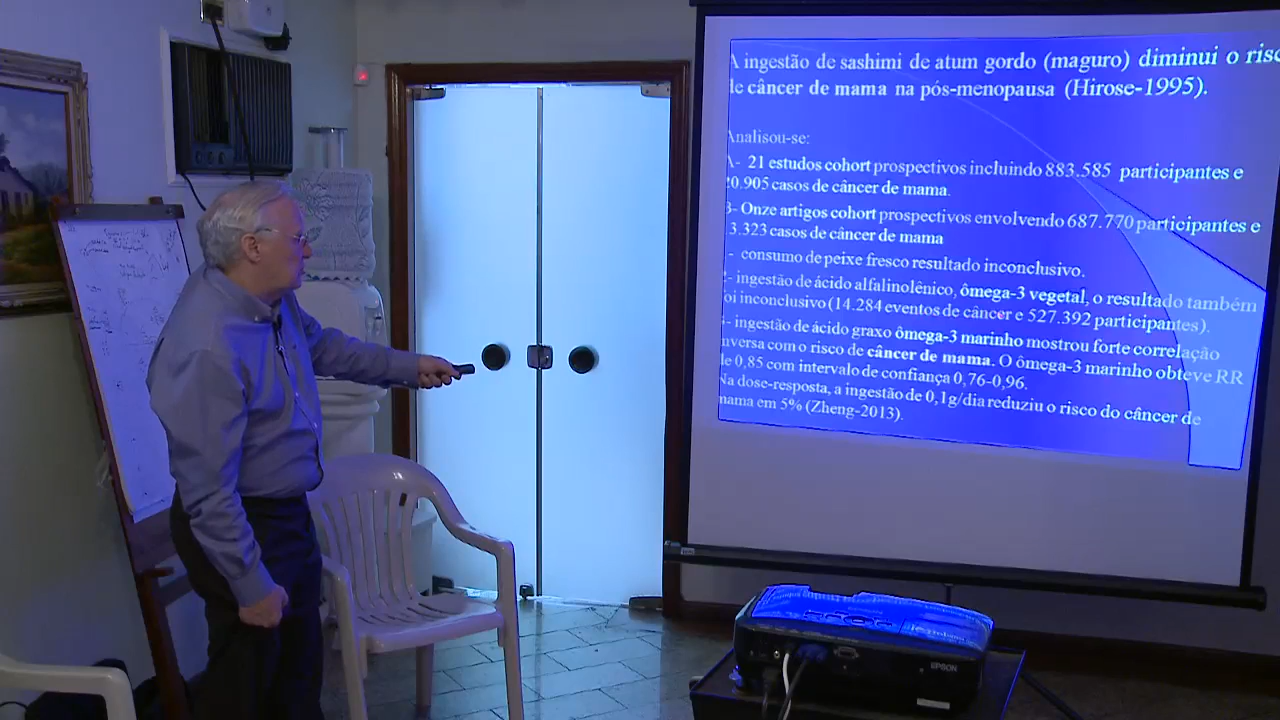 A ingestão de sashimi de atum gordo (maguro) diminui o risc
de câncer de mama na pós-menopausa (Hirose-1995).
Analisou-se:
A- 21 estudos cohort prospectivos incluindo 883.585 participantes e
20.905 casos de câncer de mama.
B- Onze artigos cohort prospectivos envolvendo 687.770 participantes e
3.323 casos de câncer de mama
- consumo de peixe fresco resultado inconclusivo.
2- ingestão de ácido alfalinolênico, ômega-3 vegetal, o resultado também
foi inconclusivo (14.284 eventos de câncer e 527.392 participantes).
- ingestão de ácido graxo ômega-3 marinho mostrou forte correlação
inversa com o risco de câncer de mama. O ômega-3 marinho obteve RR
de 0,85 com intervalo de confiança 0,76-0,96.
Na dose-resposta, a ingestão de 0,1g/dia reduziu o risco do câncer de
mama em 5% (Zheng-2013).
EPSON